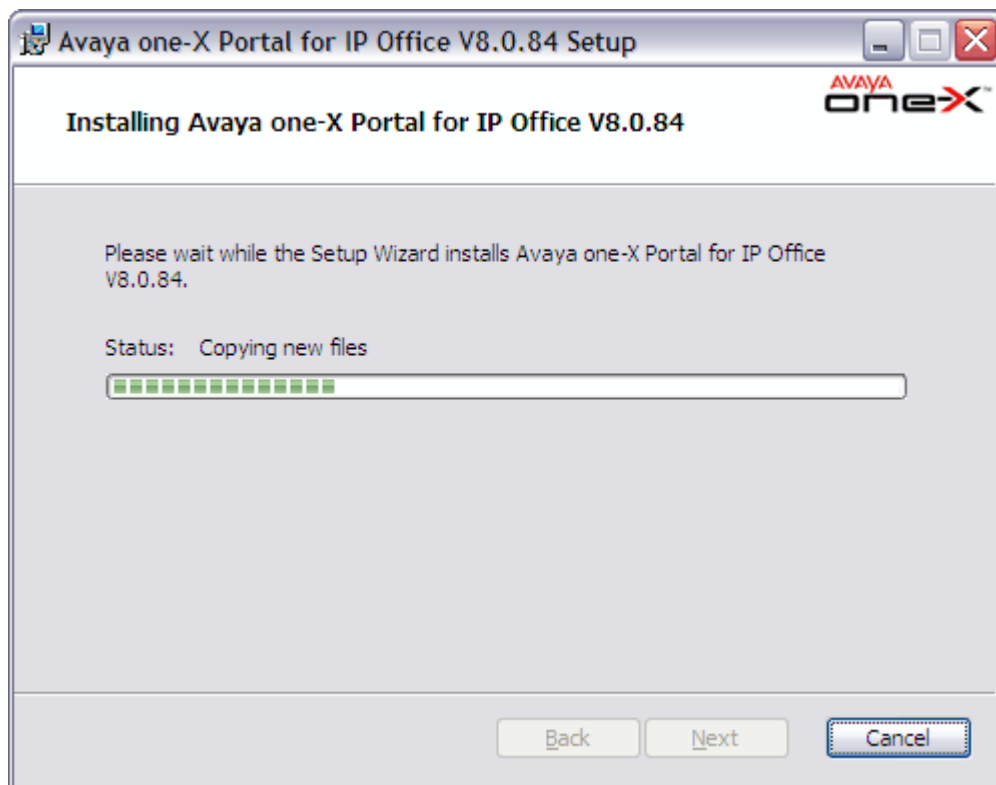 Avaya one-X Portal for IP Office V8.0.84 Setup
AVAYA
one-X™
Installing Avaya one-X Portal for IP Office V8.0.84
Please wait while the Setup Wizard installs Avaya one-X Portal for IP Office
V8.0.84.
Status: Copying new files
Back
Next
Cancel